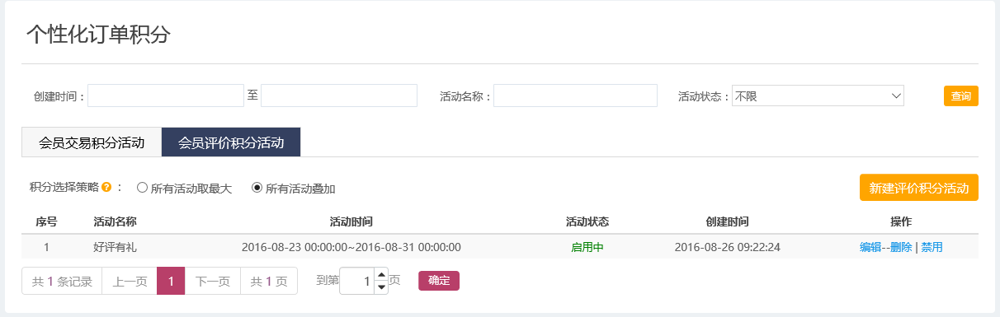 个性化订单积分
创建时间： 至 活动名称： 活动状态： 不限 查询
会员交易积分活动 会员评价积分活动
积分选择策略 ? ： 所有活动取最大 所有活动叠加 新建评价积分活动
序号 活动名称 活动时间 活动状态 创建时间 操作
1 好评有礼 2016-08-23 00:00:00~2016-08-31 00:00:00 启用中 2016-08-26 09:22:24 编辑--删除 | 禁用
共 1 条记录 上一页 1 下一页 共 1 页 到第 1 页 确定